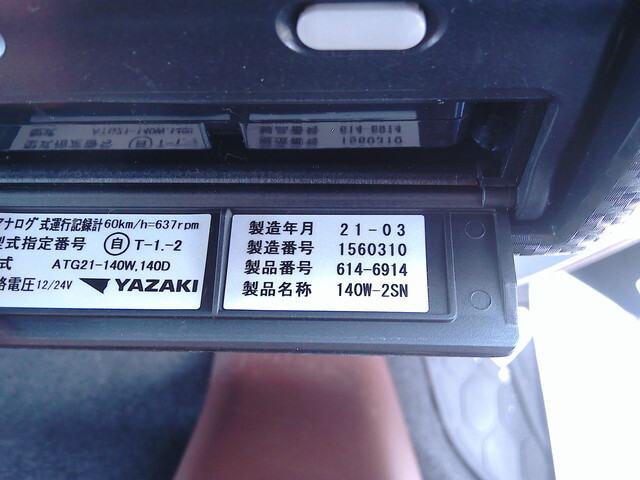 アナログ式運行記録計60km/h=637rpm
型式指定番号 自 T-1.-2
式 ATG21-140W,140D
路電圧12/24V YAZAKI
製造年月 21-03
製造番号 1560310
製品番号 614-6914
製品名称 140W-2SN